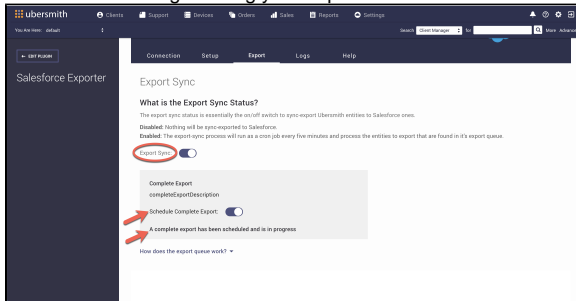 ubersmith
Clients Support Devices Orders Sales Reports Settings
You Are Here: default Search Client Manager for More Advanc
← EDIT PLUGIN
Connection Setup Export Logs Help
Salesforce Exporter
Export Sync
What is the Export Sync Status?
The export sync status is essentially the on/off switch to sync-export Ubersmith entities to Salesforce ones.
Disabled: Nothing will be sync-exported to Salesforce.
Enabled: The export-sync process will run as a cron job every five minutes and process the entities to export that are found in it's export queue.
Export Sync:
Complete Export
completeExportDescription
Schedule Complete Export:
A complete export has been scheduled and is in progress
How does the export queue work?